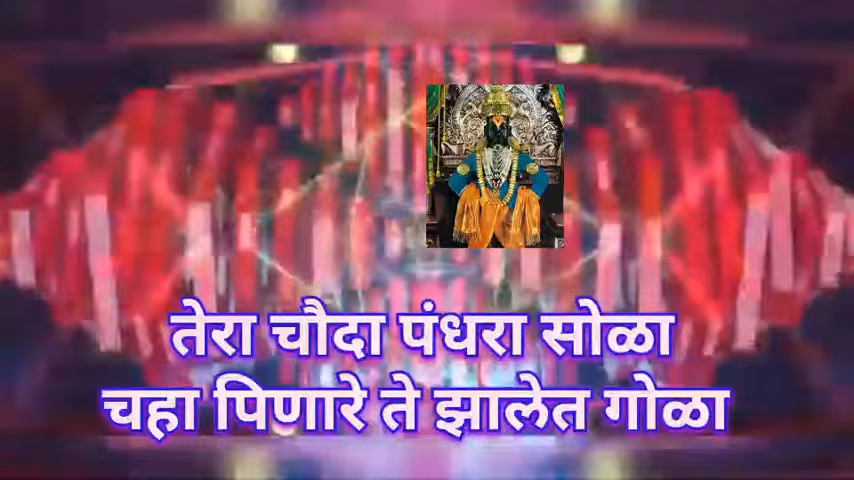 तेरा चौदा पंधरा सोळा
चहा पिणारे ते झालेत गोळा